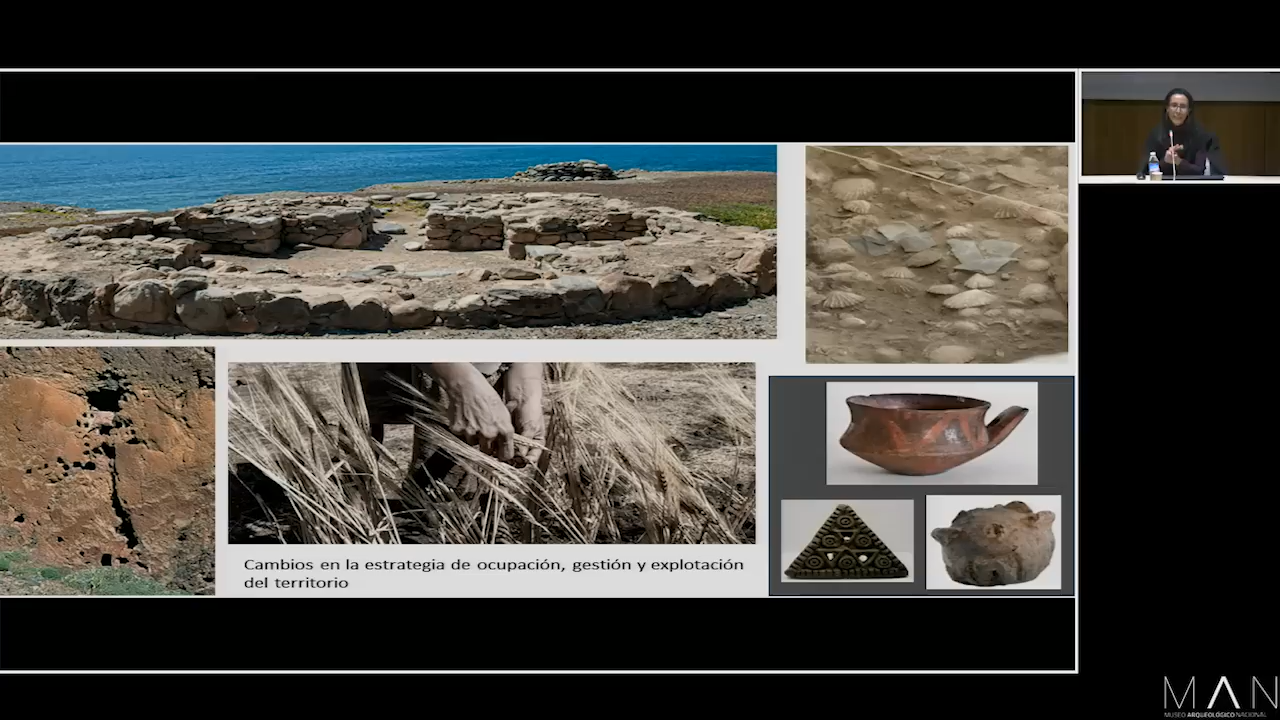 Cambios en la estrategia de ocupación, gestión y explotación
del territorio
MAN
MUSEO ARQUEOLÓGICO NACIONAL